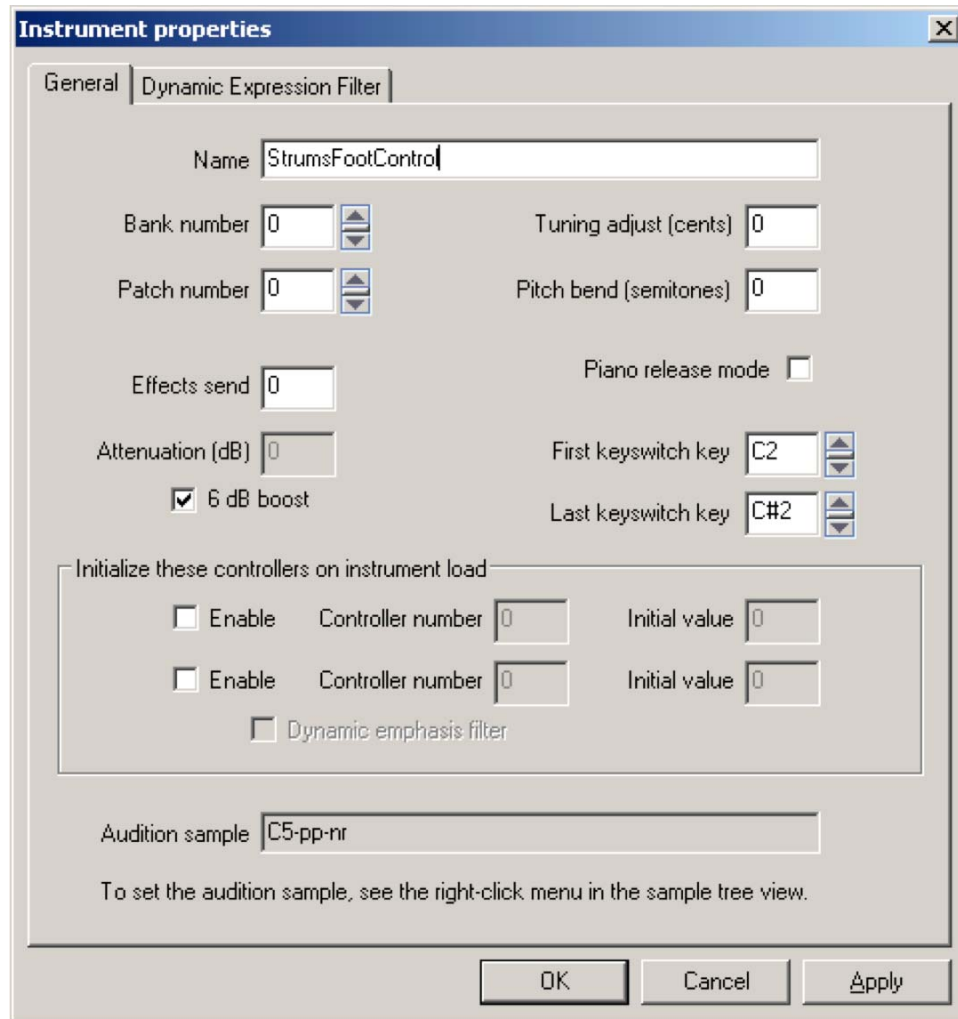 Instrument properties
General Dynamic Expression Filter
Name StrumsFootControl
Bank number 0 Tuning adjust (cents) 0
Patch number 0 Pitch bend (semitones) 0
Piano release mode
Effects send 0
Attenuation (dB) 0 First keyswitch key C2
6 dB boost
Last keyswitch key C#2
Initialize these controllers on instrument load
Enable Controller number 0 Initial value 0
Enable Controller number 0 Initial value 0
Dynamic emphasis filter
Audition sample C5-pp-nr
To set the audition sample, see the right-click menu in the sample tree view.
OK Cancel Apply